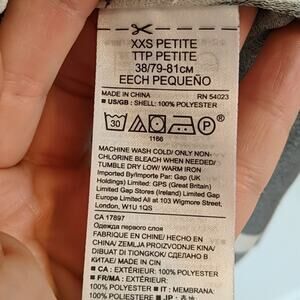 XXS PETITE
TTP PETITE
38/79-81CM
EECH PEQUEÑO
MADE IN CHINA RN 54023
■ US/GB : SHELL: 100% POLYESTER
30 P
1166
MACHINE WASH COLD/ ONLY NON-
CHLORINE BLEACH WHEN NEEDED/
TUMBLE DRY LOW/ WARM IRON
Imported By/Importe Par: Gap (UK
Holdings) Limited: GPS (Great Britain)
Limited Gap Stores (Ireland) Limited Gap
Europe Limited All at 103 Wigmore Street,
London, W1U 1QS
CA 17897
Одежда первого слоя
FABRIQUE EN CHINE/ HECHO EN
CHINA/ ZEMLJA PROIZVODNJE KINA/
DIBUAT DI TIONGKOK/ СДЕЛАНО В
КИТАЕ/ MADE IN CIN
■ CA : EXTÉRIEUR: 100% POLYESTER
■ FR/MA : EXTÉRIEUR: 100%
POLYESTER ■ IT : MEMBRANA:
100% POLIESTERE ■ JP :